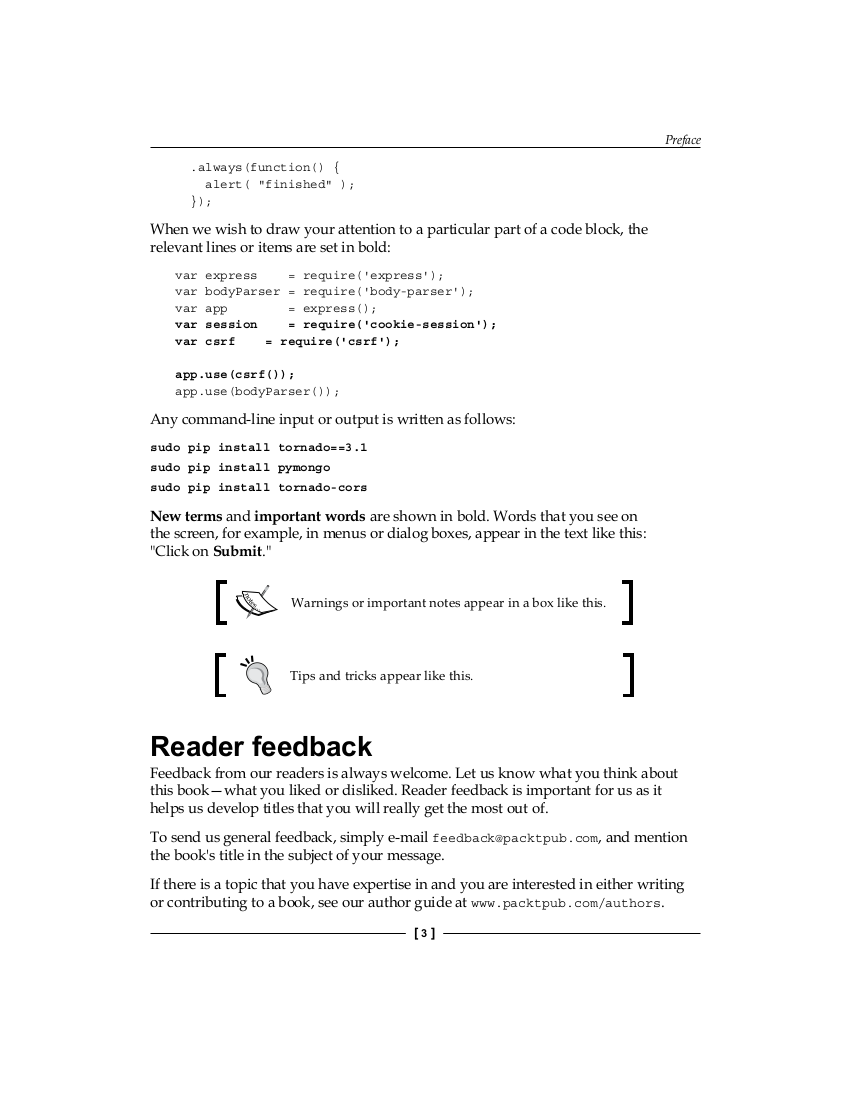 Preface
.always(function() {
  alert( "finished" );
});
When we wish to draw your attention to a particular part of a code block, the
relevant lines or items are set in bold:
var express    = require('express');
var bodyParser = require('body-parser');
var app        = express();
var session    = require('cookie-session');
var csrf    = require('csrf');
app.use(csrf());
app.use(bodyParser());
Any command-line input or output is written as follows:
sudo pip install tornado==3.1
sudo pip install pymongo
sudo pip install tornado-cors
New terms and important words are shown in bold. Words that you see on
the screen, for example, in menus or dialog boxes, appear in the text like this:
"Click on Submit."
Warnings or important notes appear in a box like this.
Tips and tricks appear like this.
Reader feedback
Feedback from our readers is always welcome. Let us know what you think about
this book—what you liked or disliked. Reader feedback is important for us as it
helps us develop titles that you will really get the most out of.
To send us general feedback, simply e-mail feedback@packtpub.com, and mention
the book's title in the subject of your message.
If there is a topic that you have expertise in and you are interested in either writing
or contributing to a book, see our author guide at www.packtpub.com/authors.
[ 3 ]